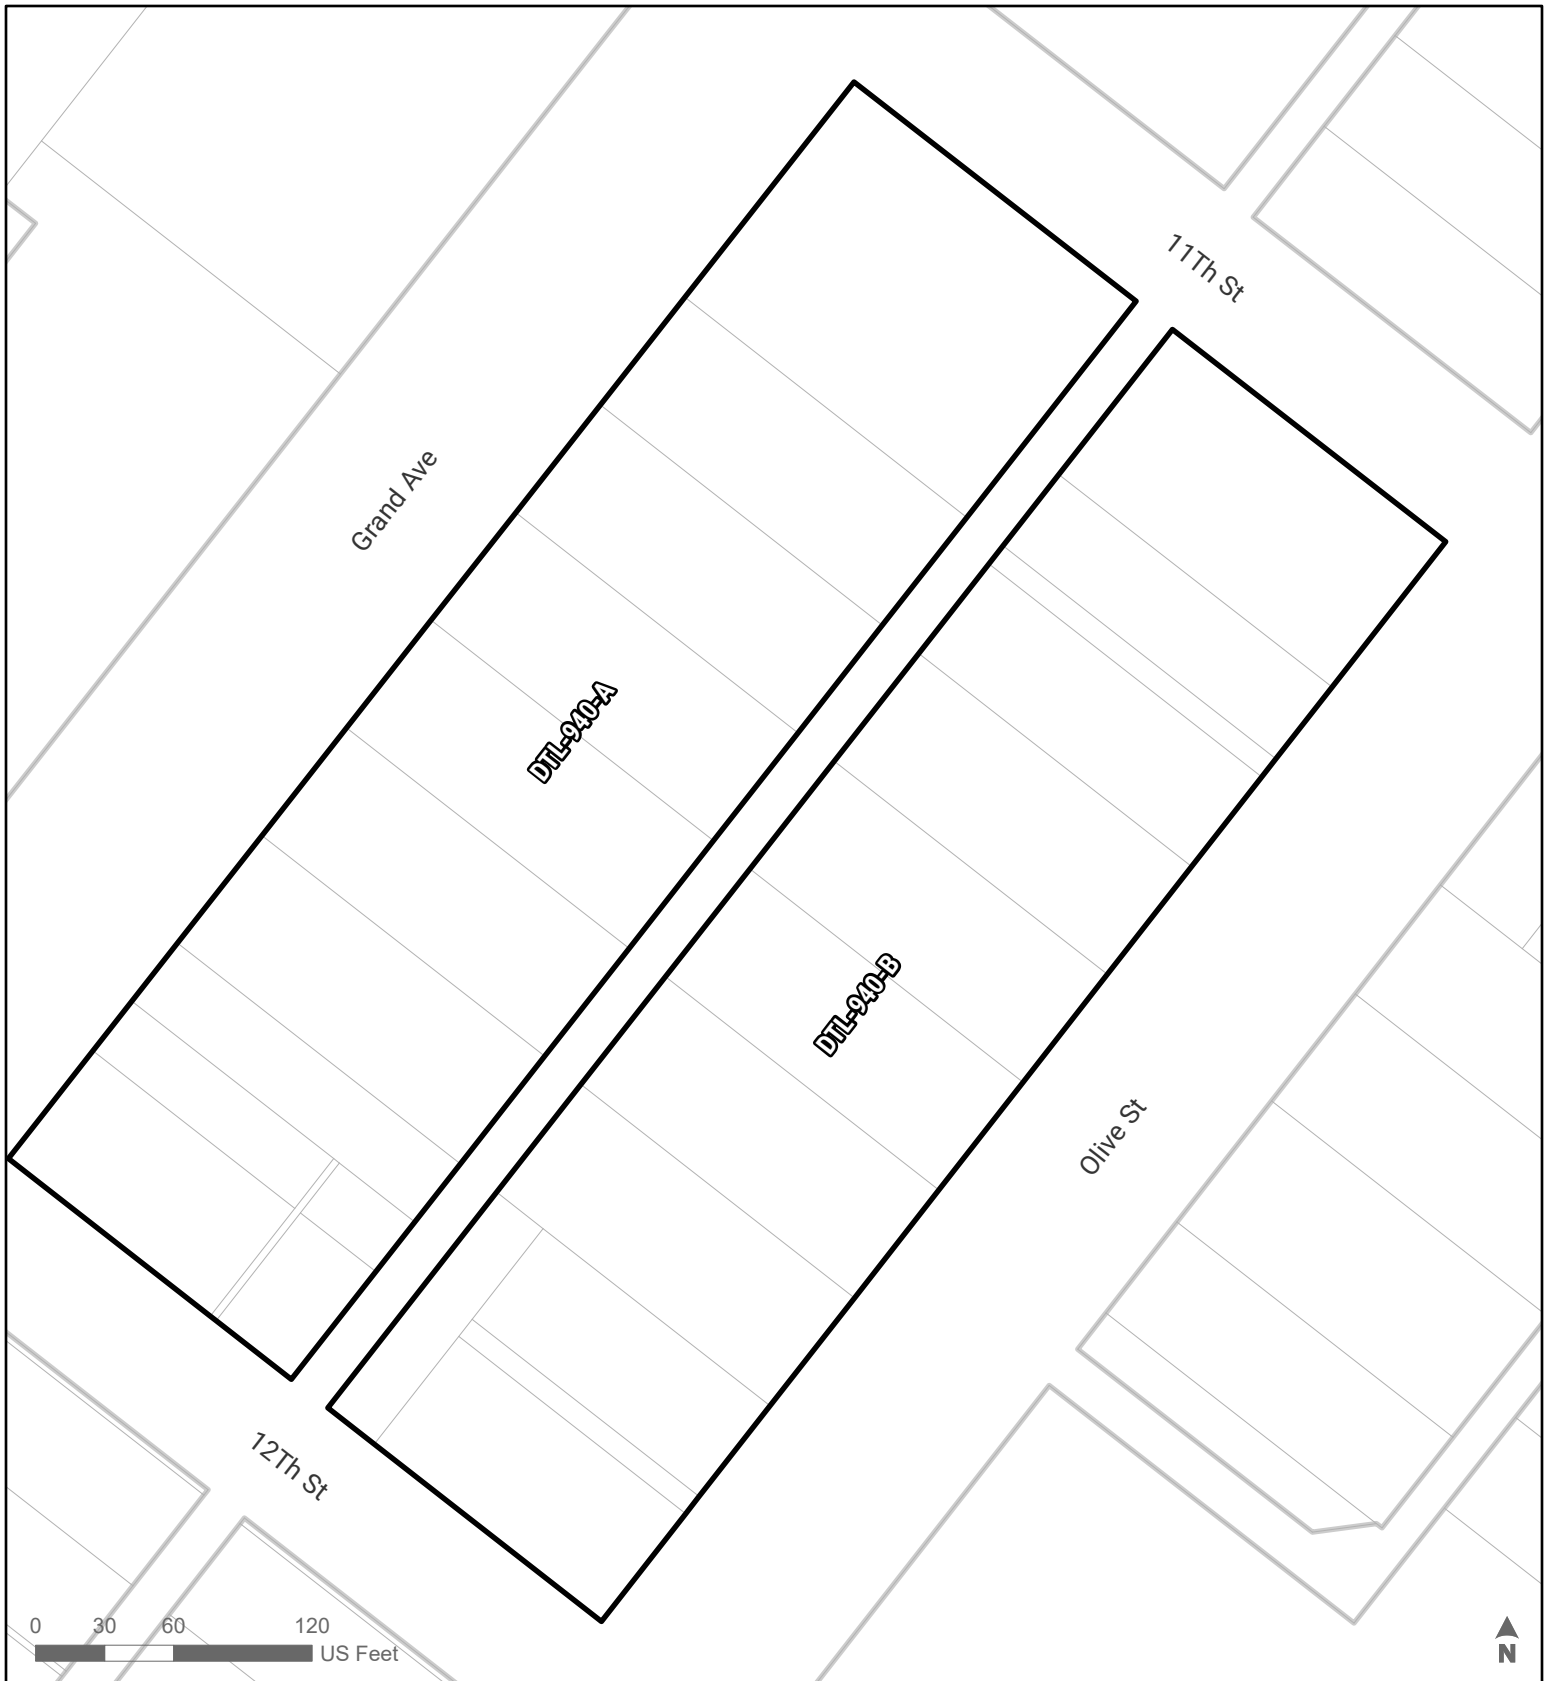 11Th St
Grand Ave
DTL-940-A
DTL-940-B
Olive St
12Th St
0 30 60 120
US Feet
N